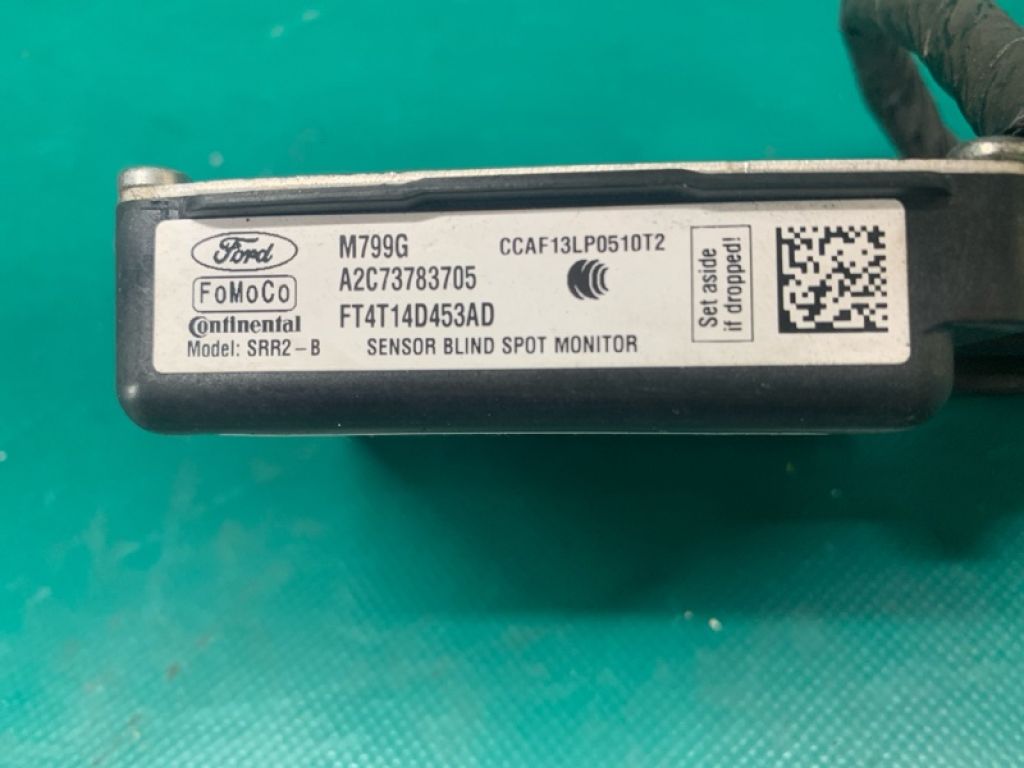 Ford
FoMoCo
Continental
Model: SRR2-B
M799G
A2C73783705
FT4T14D453AD
SENSOR BLIND SPOT MONITOR
CCAF13LP0510T2
Set aside
if dropped!